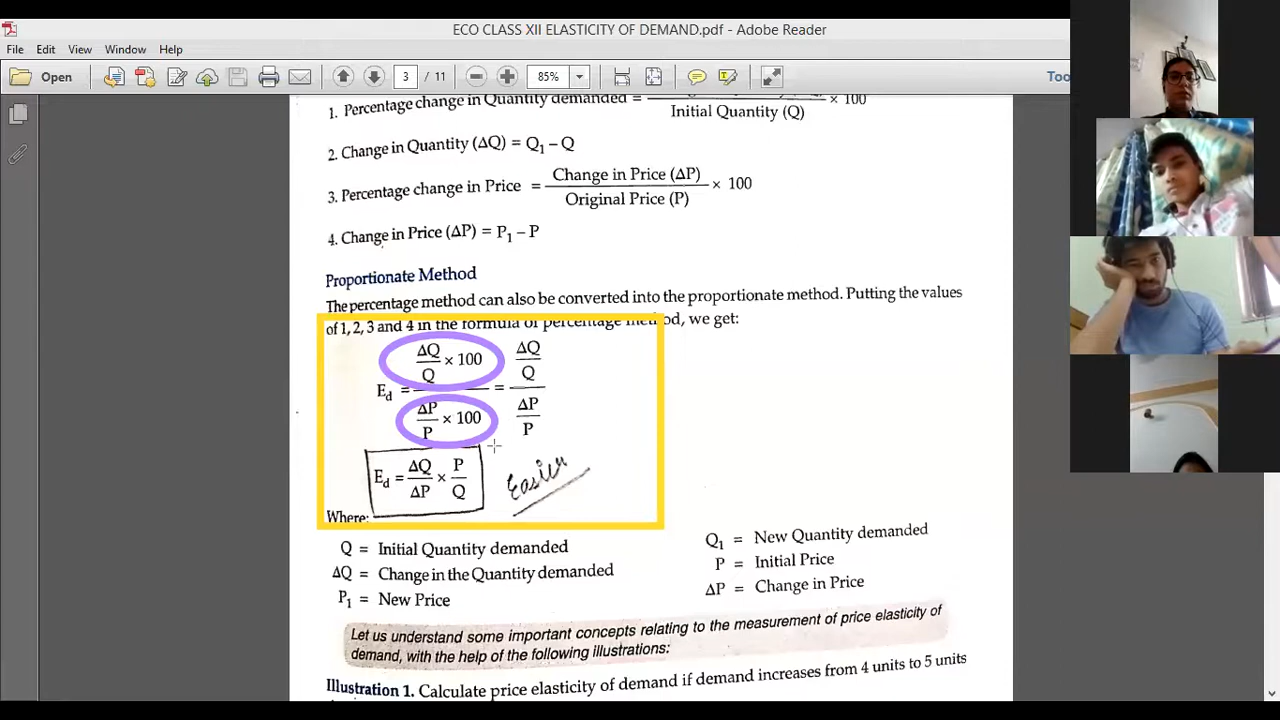 ECO CLASS XII ELASTICITY OF DEMAND.pdf - Adobe Reader
File Edit View Window Help
Open 3 / 11 85% Too
1. Percentage change in Quantity demanded = × 100
Initial Quantity (Q)
2. Change in Quantity (ΔQ) = Q₁ – Q
3. Percentage change in Price = Change in Price (ΔP) × 100
Original Price (P)
4. Change in Price (ΔP) = P₁ – P
Proportionate Method
The percentage method can also be converted into the proportionate method. Putting the values
of 1, 2, 3 and 4 in the formula of percentage method, we get:
ΔQ ΔQ
Q × 100 Q
E_d = =
ΔP ΔP
P × 100 P
E_d = ΔQ/ΔP × P/Q
Easier
Where:
Q = Initial Quantity demanded
ΔQ = Change in the Quantity demanded
P₁ = New Price
Q₁ = New Quantity demanded
P = Initial Price
ΔP = Change in Price
Let us understand some important concepts relating to the measurement of price elasticity of
demand, with the help of the following illustrations:
Illustration 1. Calculate price elasticity of demand if demand increases from 4 units to 5 units